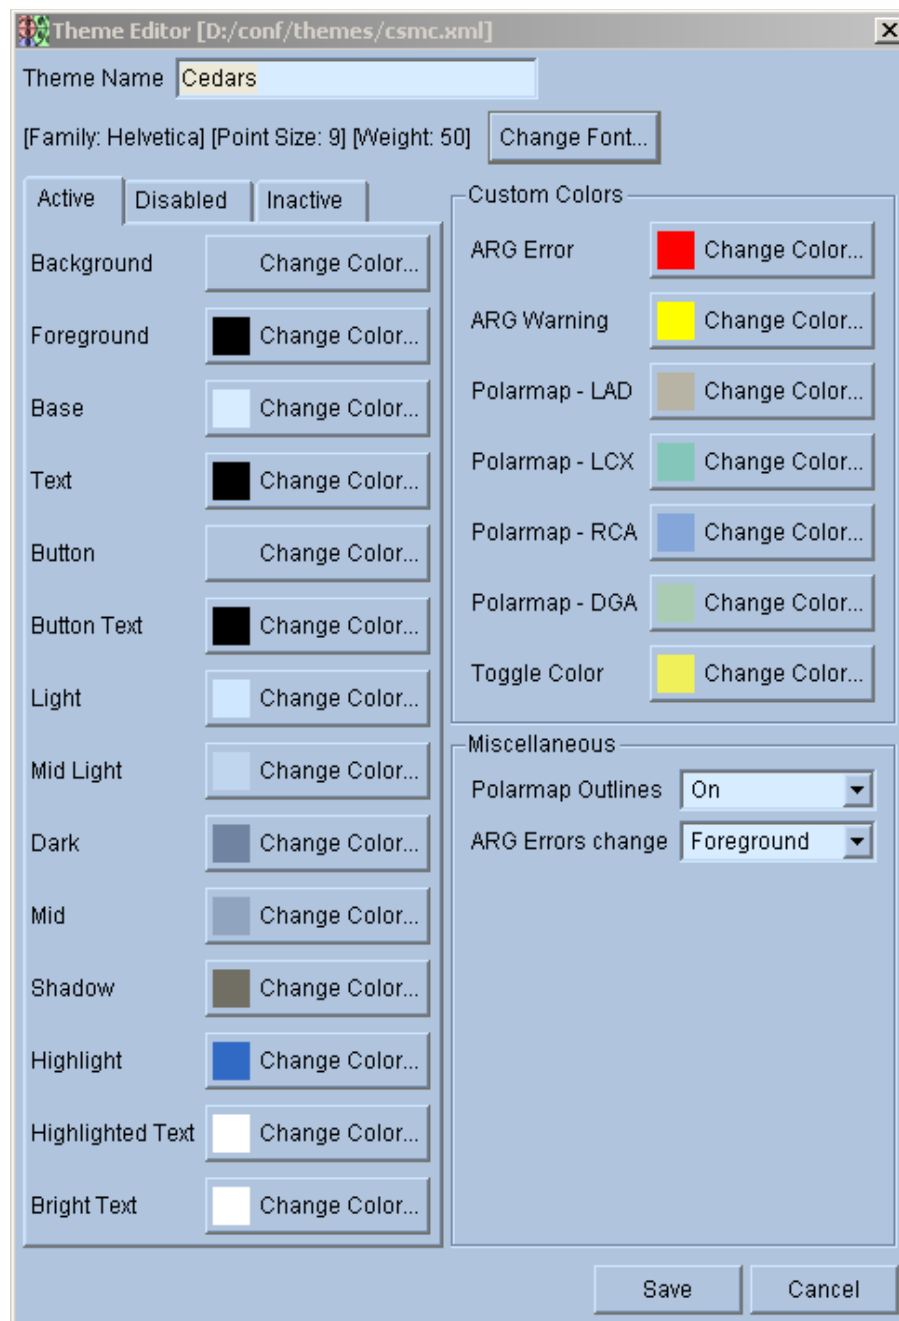 Theme Editor [D:/conf/themes/csmc.xml]
Theme Name Cedars
[Family: Helvetica] [Point Size: 9] [Weight: 50] Change Font...
Active Disabled Inactive
Background Change Color...
Foreground Change Color...
Base Change Color...
Text Change Color...
Button Change Color...
Button Text Change Color...
Light Change Color...
Mid Light Change Color...
Dark Change Color...
Mid Change Color...
Shadow Change Color...
Highlight Change Color...
Highlighted Text Change Color...
Bright Text Change Color...
Custom Colors
ARG Error Change Color...
ARG Warning Change Color...
Polarmap - LAD Change Color...
Polarmap - LCX Change Color...
Polarmap - RCA Change Color...
Polarmap - DGA Change Color...
Toggle Color Change Color...
Miscellaneous
Polarmap Outlines On
ARG Errors change Foreground
Save Cancel